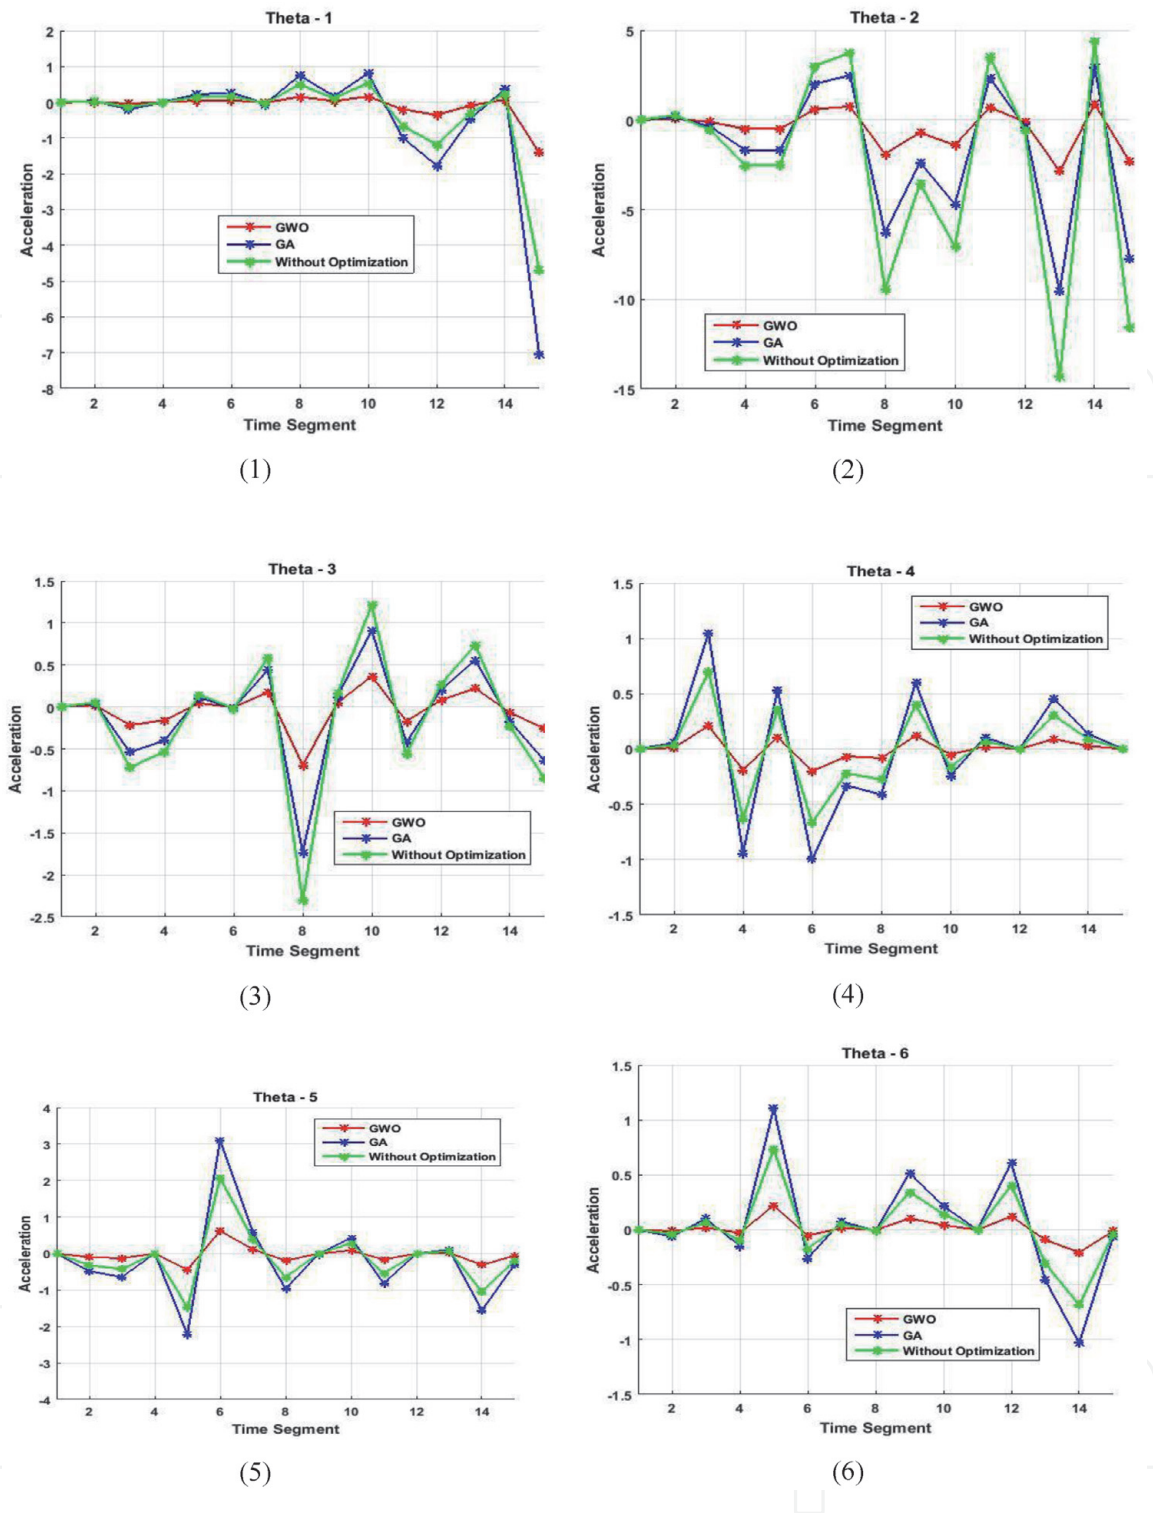 Theta - 1
2
1
0
-1
-2
-3
-4
-5
-6
-7
-8
Acceleration
GWO
GA
Without Optimization
2 4 6 8 10 12 14
Time Segment
(1)
Theta - 2
5
0
-5
-10
-15
Acceleration
GWO
GA
Without Optimization
2 4 6 8 10 12 14
Time Segment
(2)
Theta - 3
1.5
1
0.5
0
-0.5
-1
-1.5
-2
-2.5
Acceleration
GWO
GA
Without Optimization
2 4 6 8 10 12 14
Time Segment
(3)
Theta - 4
1.5
1
0.5
0
-0.5
-1
-1.5
Acceleration
GWO
GA
Without Optimization
2 4 6 8 10 12 14
Time Segment
(4)
Theta - 5
4
3
2
1
0
-1
-2
-3
-4
Acceleration
GWO
GA
Without Optimization
2 4 6 8 10 12 14
Time Segment
(5)
Theta - 6
1.5
1
0.5
0
-0.5
-1
-1.5
Acceleration
GWO
GA
Without Optimization
2 4 6 8 10 12 14
Time Segment
(6)